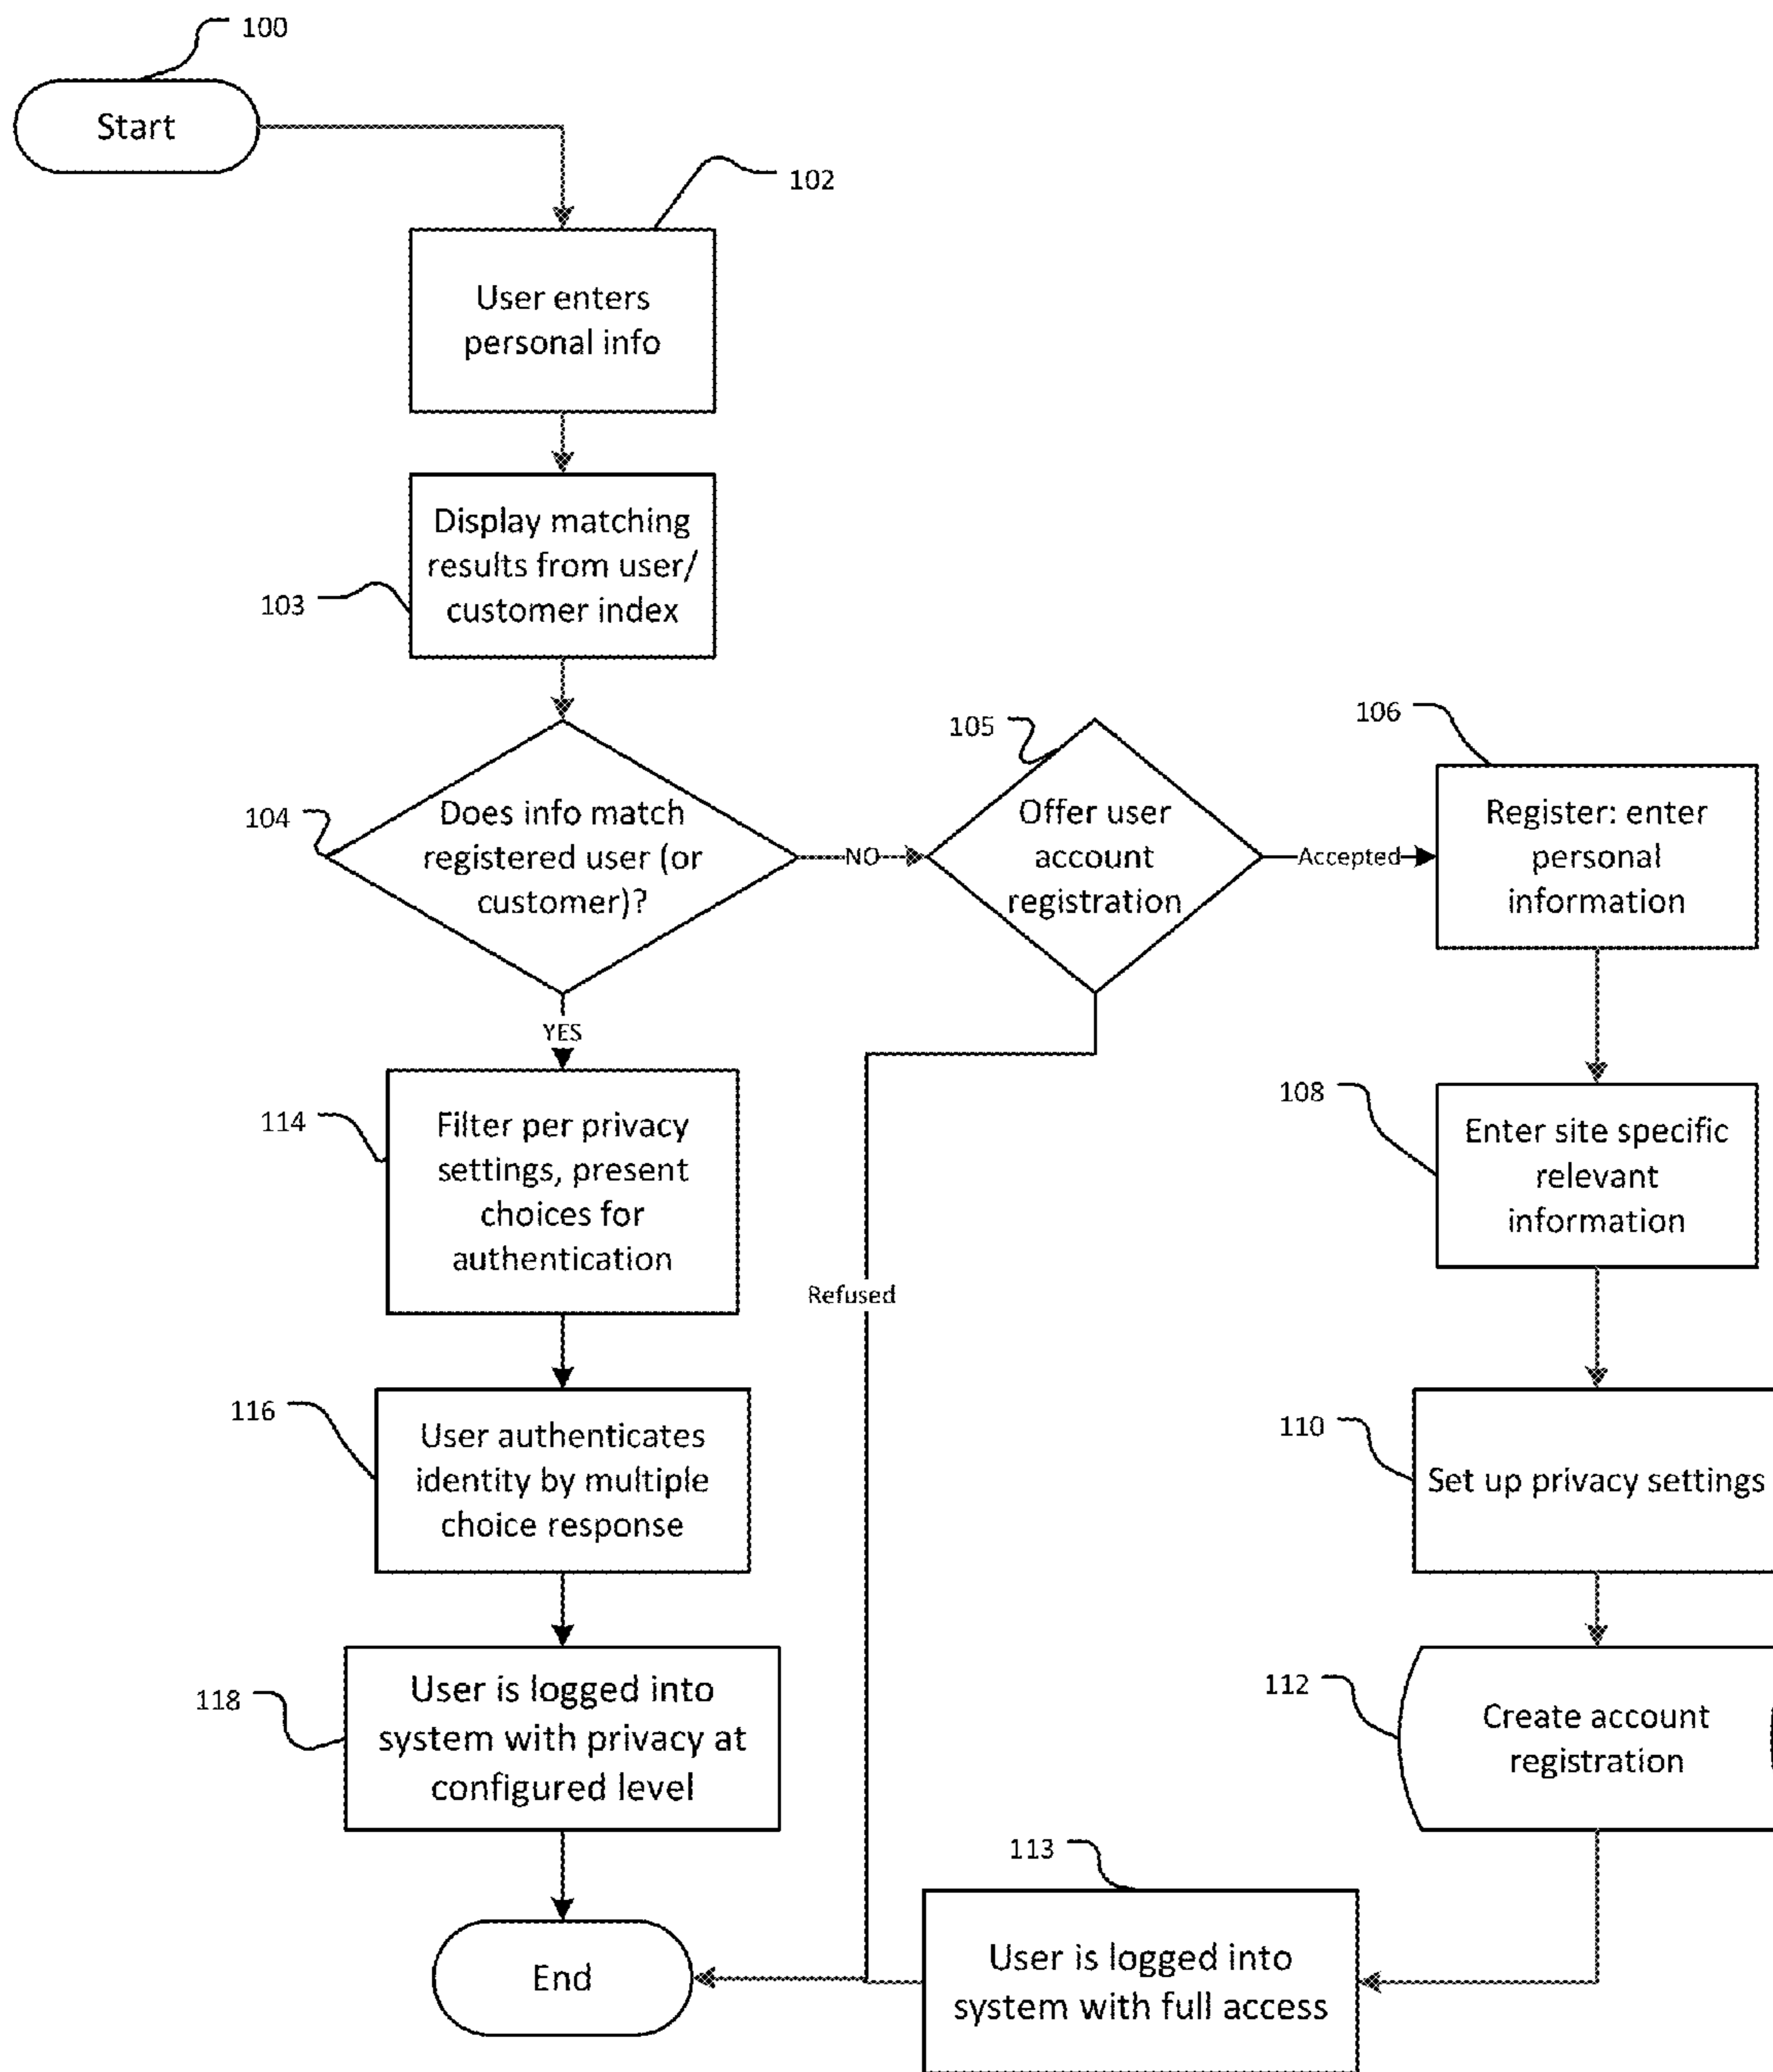 100
Start
102
User enters
personal info
Display matching
results from user/
customer index
103
104
Does info match
registered user (or
customer)?
NO
105
Offer user
account
registration
Accepted
106
Register: enter
personal
information
YES
114
Filter per privacy
settings, present
choices for
authentication
Refused
108
Enter site specific
relevant
information
116
User authenticates
identity by multiple
choice response
110
Set up privacy settings
118
User is logged into
system with privacy at
configured level
112
Create account
registration
113
User is logged into
system with full access
End